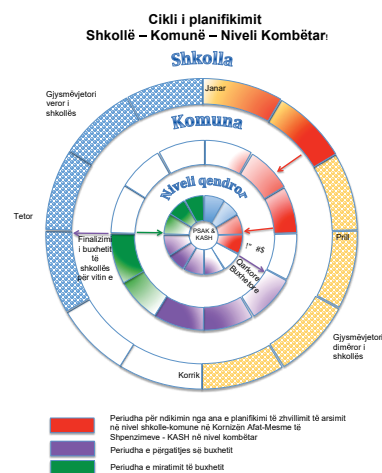 Cikli i planifikimit
Shkollë – Komunë – Niveli Kombëtar
Shkolla
Gjysmëvjetori
veror i
shkollës
Janar
Komuna
Niveli qendror
PSAK &
KASH
Tetor
Finalizim
i buxhetit
të
shkollës
për vitin e
Prill
!" #$
Qarkore
Buxhetore
Gjysmëvjetori
dimëror i
shkollës
Korrik
Periudha për ndikimin nga ana e planifikimi të zhvillimit të arsimit
në nivel shkolle-komune në Kornizën Afat-Mesme të
Shpenzimeve - KASH në nivel kombëtar
Periudha e përgatitjes së buxhetit
Periudha e miratimit të buxhetit